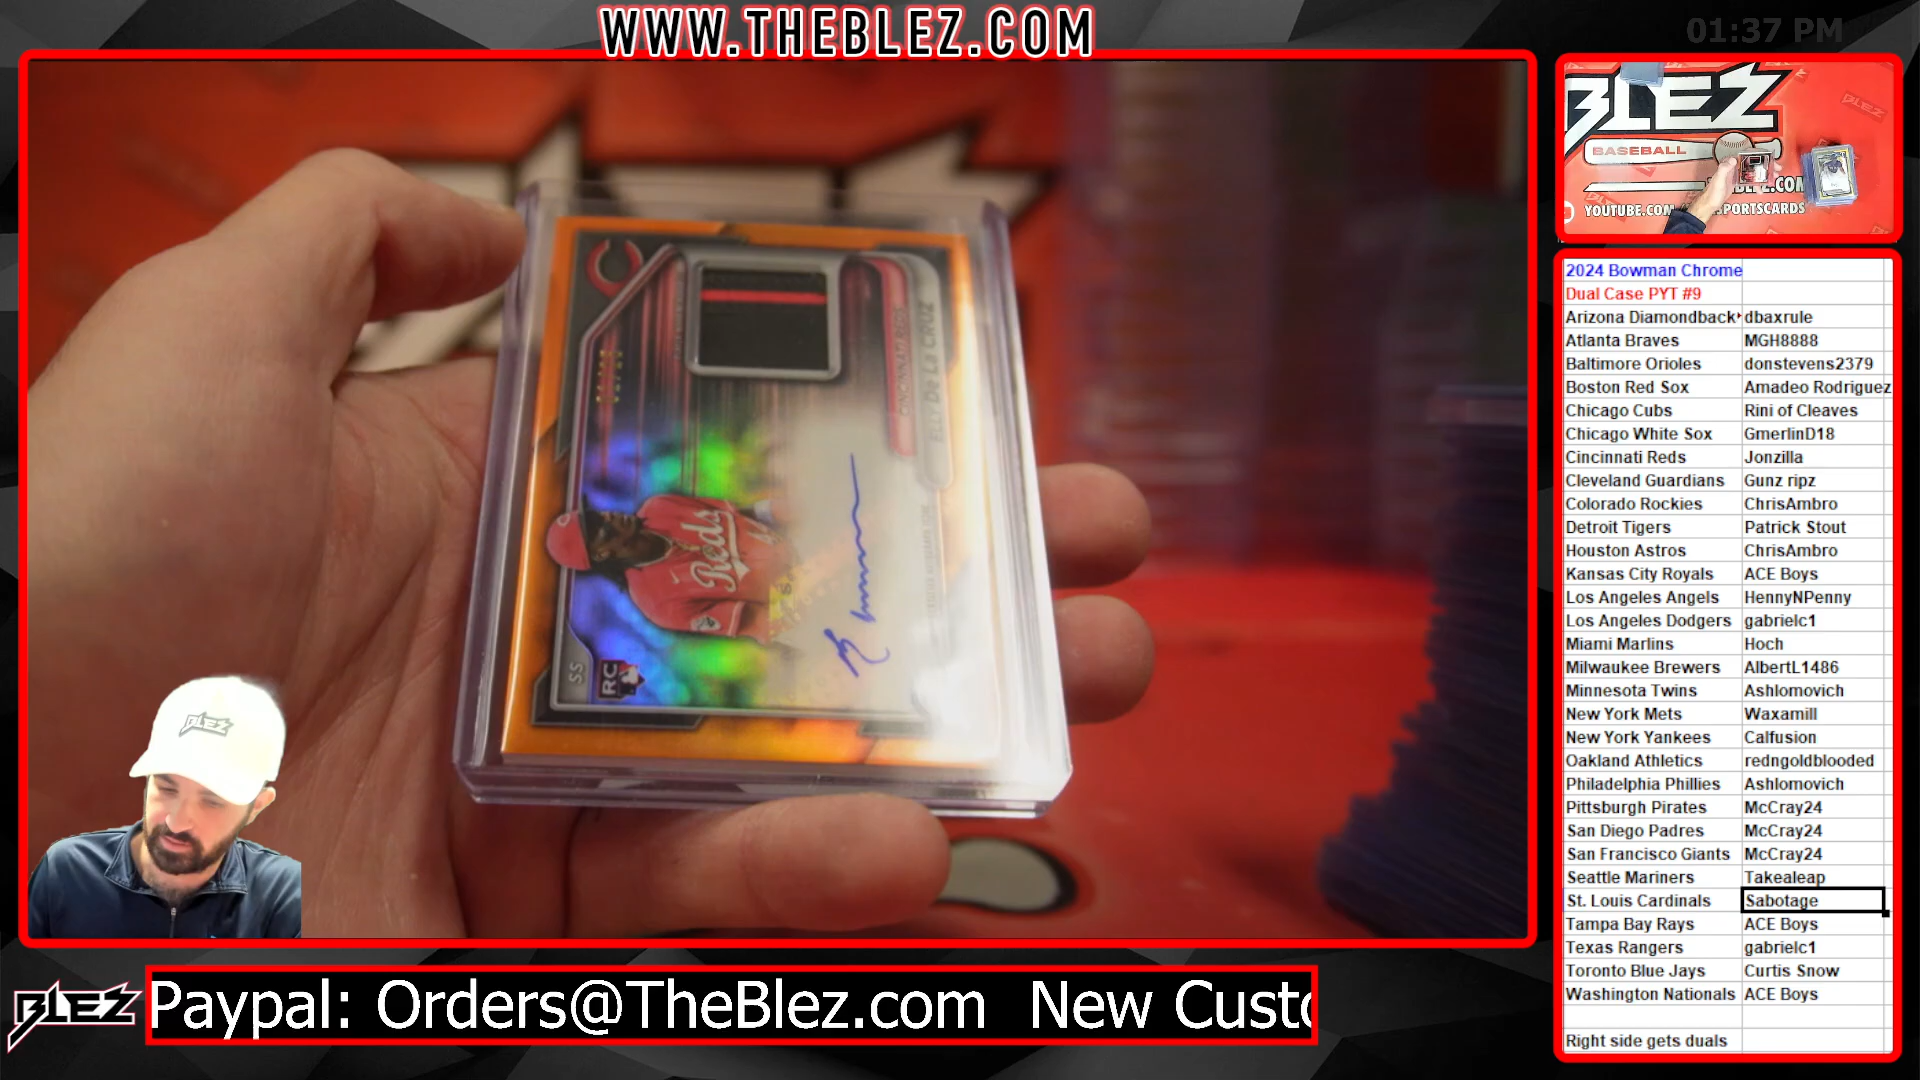 WWW.THEBLEZ.COM
01:37 PM
BLEZ
BASEBALL
YOUTUBE.COM
SPORTSCARDS
CINCINNATI REDS
ELLY DE LA CRUZ
Reds
SS
RC
BLEZ
2024 Bowman Chrome
Dual Case PYT #9
Arizona Diamondback dbaxrule
Atlanta Braves MGH8888
Baltimore Orioles donstevens2379
Boston Red Sox Amadeo Rodriguez
Chicago Cubs Rini of Cleaves
Chicago White Sox GmerlinD18
Cincinnati Reds Jonzilla
Cleveland Guardians Gunz ripz
Colorado Rockies ChrisAmbro
Detroit Tigers Patrick Stout
Houston Astros ChrisAmbro
Kansas City Royals ACE Boys
Los Angeles Angels HennyNPenny
Los Angeles Dodgers gabrielc1
Miami Marlins Hoch
Milwaukee Brewers AlbertL1486
Minnesota Twins Ashlomovich
New York Mets Waxamill
New York Yankees Calfusion
Oakland Athletics redngoldblooded
Philadelphia Phillies Ashlomovich
Pittsburgh Pirates McCray24
San Diego Padres McCray24
San Francisco Giants McCray24
Seattle Mariners Takealeap
St. Louis Cardinals Sabotage
Tampa Bay Rays ACE Boys
Texas Rangers gabrielc1
Toronto Blue Jays Curtis Snow
Washington Nationals ACE Boys
Right side gets duals
BLEZ
Paypal: Orders@TheBlez.com New Custo